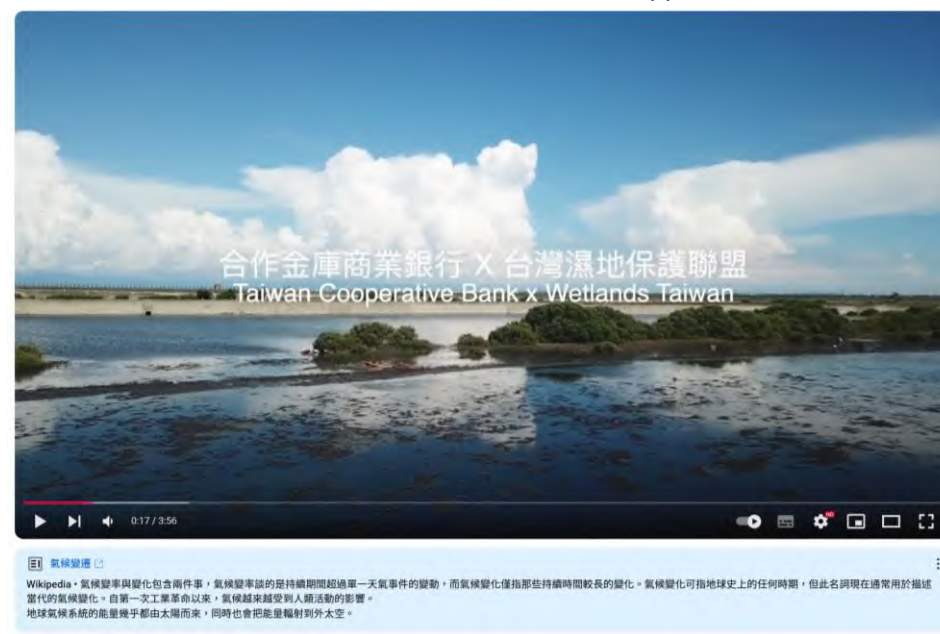 合作金庫商業銀行 X 台灣濕地保護聯盟
Taiwan Cooperative Bank x Wetlands Taiwan
0:17 / 3:56
HD
氣候變遷
Wikipedia • 氣候變率與變化包含兩件事，氣候變率談的是持續期間超過單一天氣事件的變動，而氣候變化僅指那些持續時間較長的變化。氣候變化可指地球史上的任何時期，但此名詞現在通常用於描述
當代的氣候變化。自第一次工業革命以來，氣候越來越受到人類活動的影響。
地球氣候系統的能量幾乎都由太陽而來，同時也會把能量輻射到外太空。